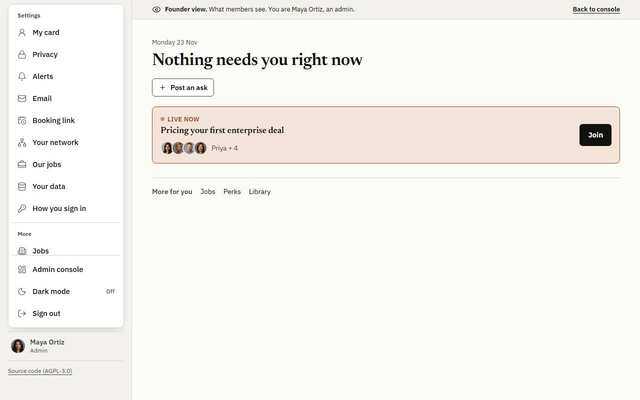 Settings
My card
Privacy
Alerts
Email
Booking link
Your network
Our jobs
Your data
How you sign in
More
Jobs
Admin console
Dark mode Off
Sign out
Maya Ortiz
Admin
Source code (AGPL-3.0)
Founder view. What members see. You are Maya Ortiz, an admin.
Back to console
Monday 23 Nov
Nothing needs you right now
+ Post an ask
LIVE NOW
Pricing your first enterprise deal
Priya + 4
Join
More for you Jobs Perks Library